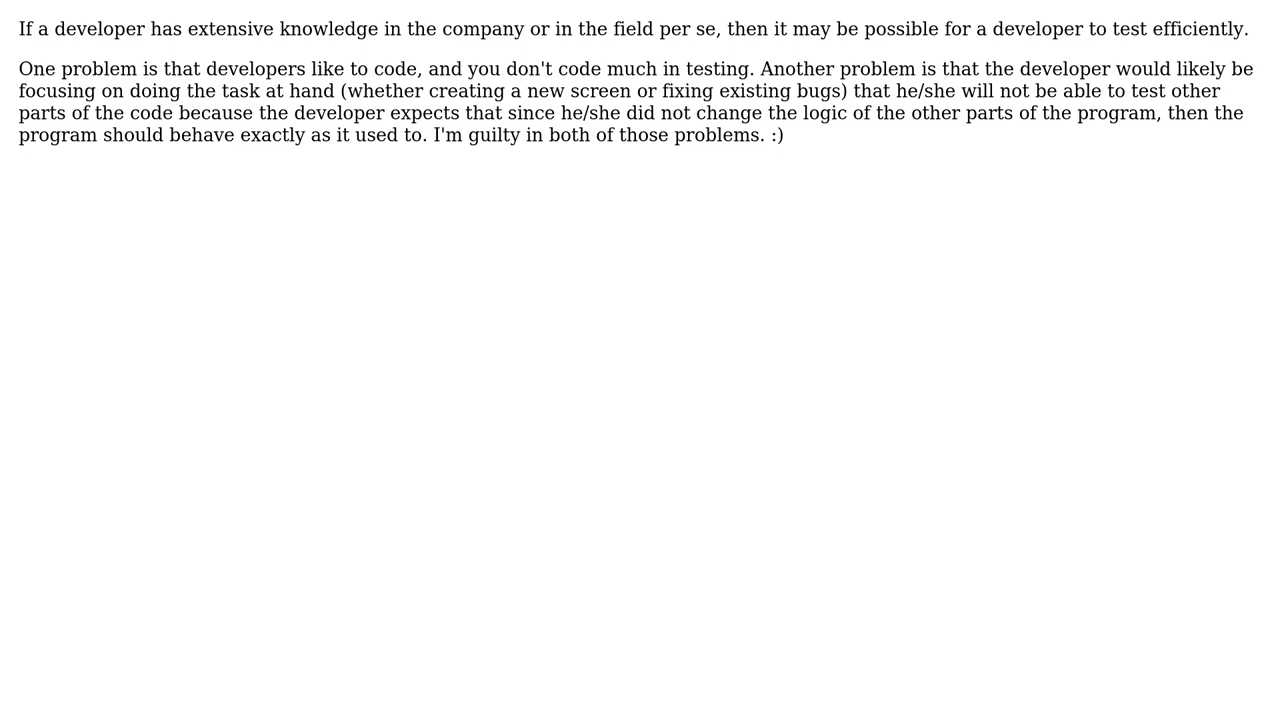 If a developer has extensive knowledge in the company or in the field per se, then it may be possible for a developer to test efficiently.
One problem is that developers like to code, and you don't code much in testing. Another problem is that the developer would likely be
focusing on doing the task at hand (whether creating a new screen or fixing existing bugs) that he/she will not be able to test other
parts of the code because the developer expects that since he/she did not change the logic of the other parts of the program, then the
program should behave exactly as it used to. I'm guilty in both of those problems. :)